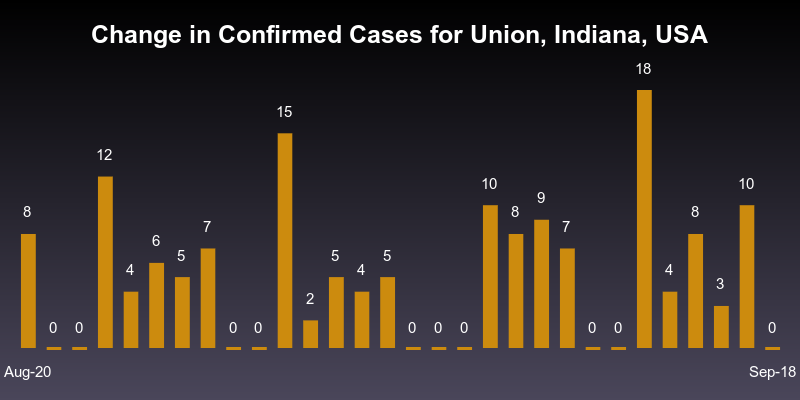 Change in Confirmed Cases for Union, Indiana, USA
8 0 0 12 4 6 5 7 0 0 15 2 5 4 5 0 0 0 10 8 9 7 0 0 18 4 8 3 10 0
Aug-20 Sep-18